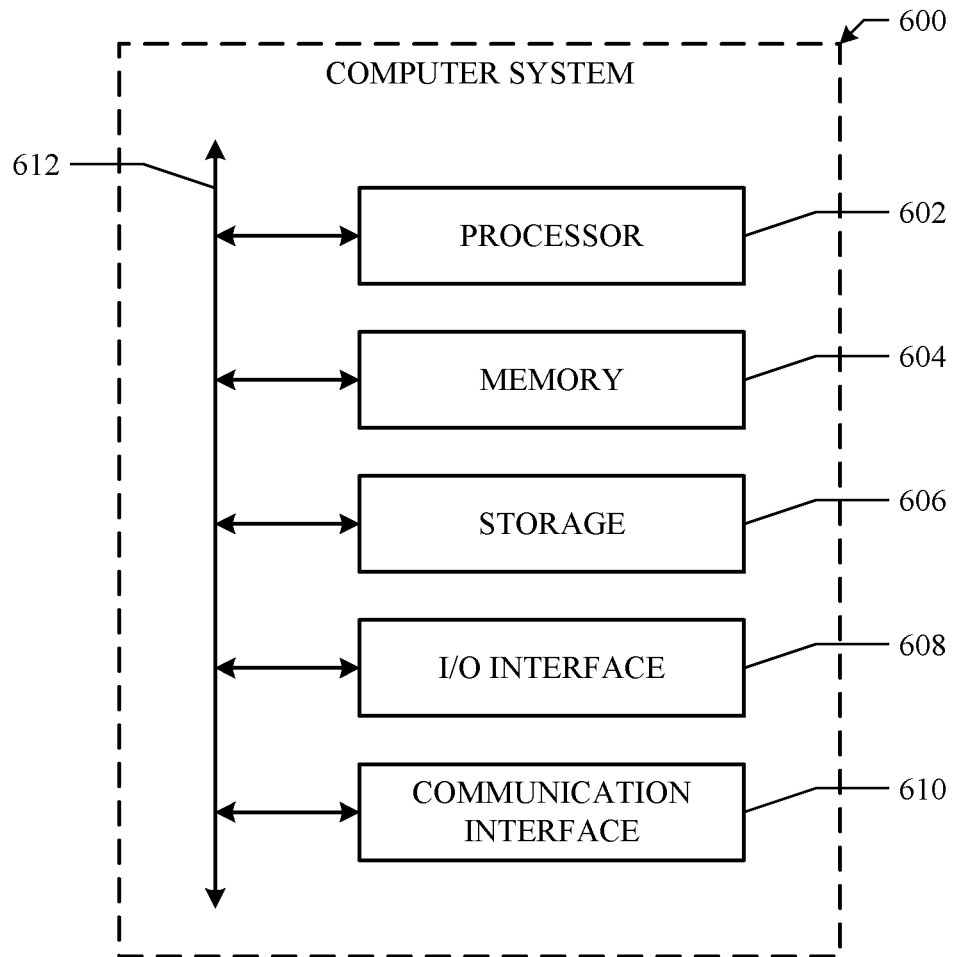 600
COMPUTER SYSTEM
612
PROCESSOR
602
MEMORY
604
STORAGE
606
I/O INTERFACE
608
COMMUNICATION
INTERFACE
610